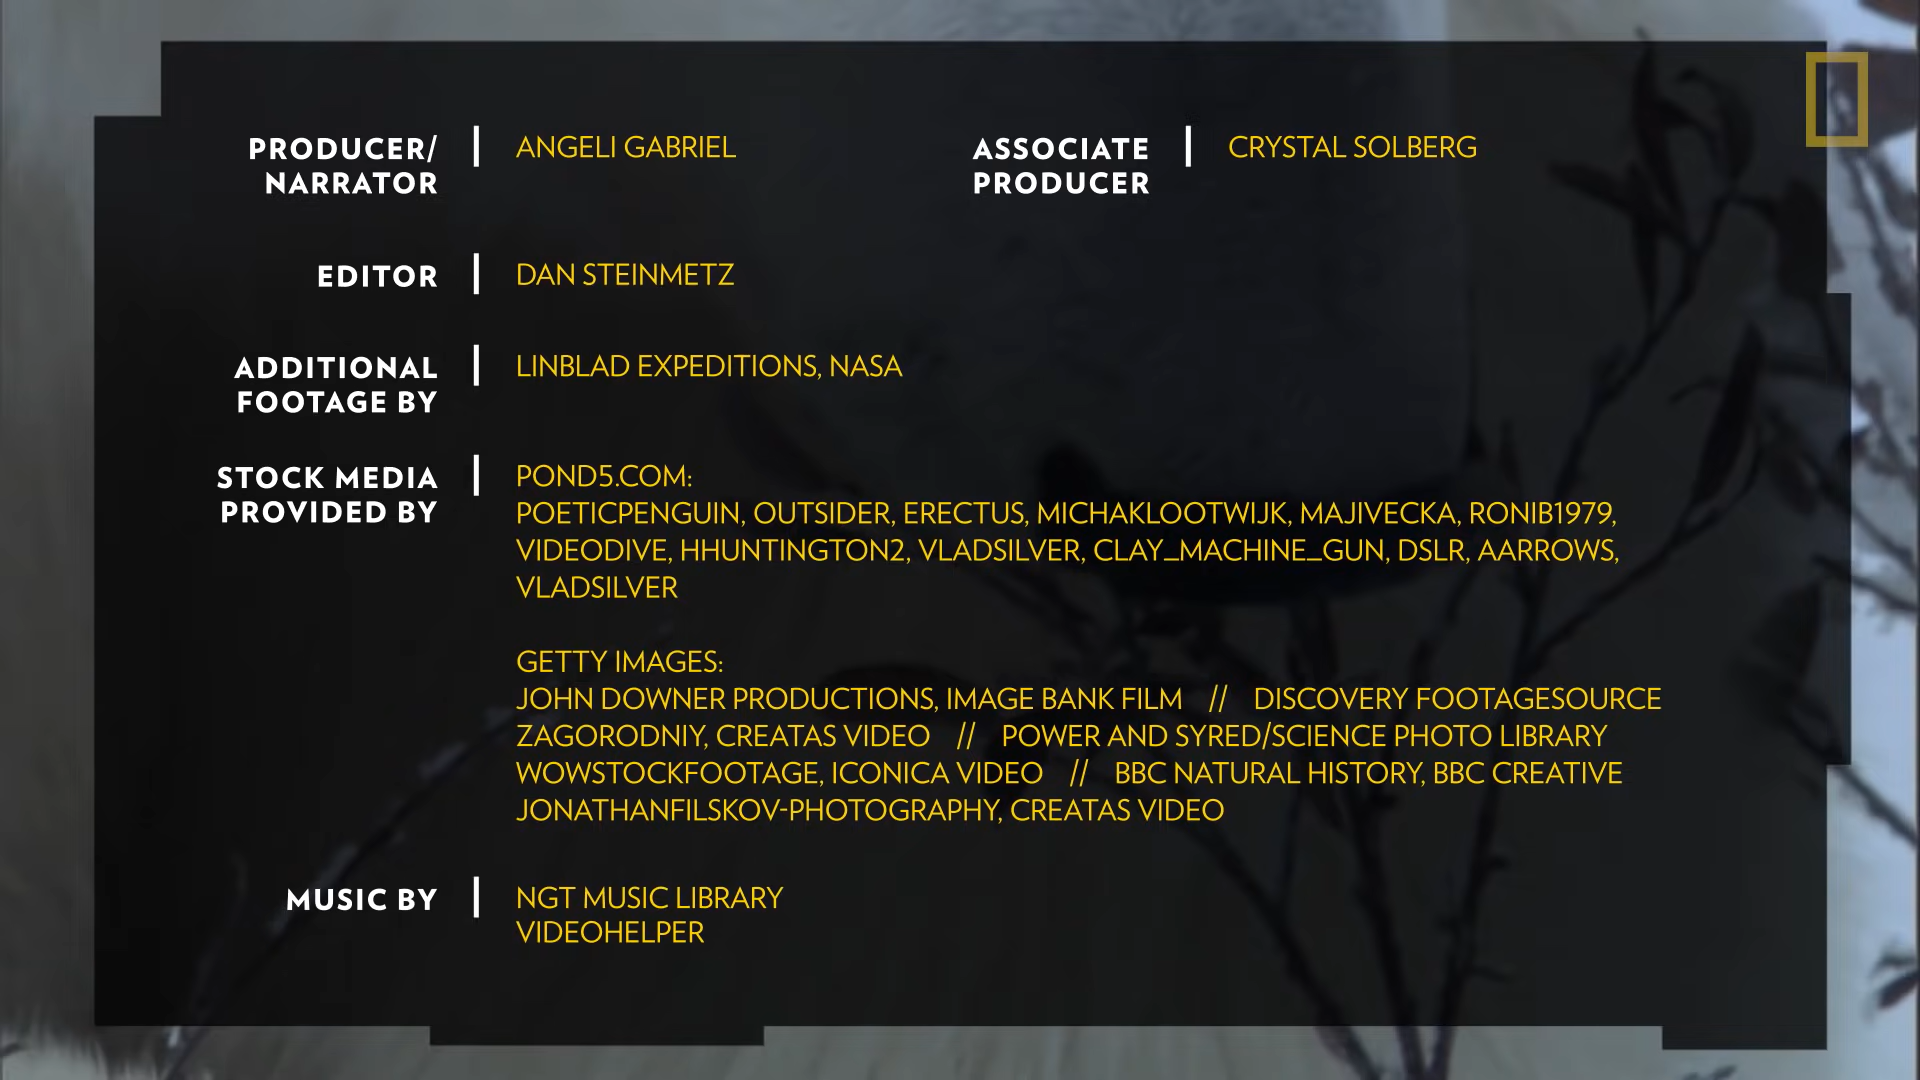 PRODUCER/ NARRATOR | ANGELI GABRIEL
ASSOCIATE PRODUCER | CRYSTAL SOLBERG
EDITOR | DAN STEINMETZ
ADDITIONAL FOOTAGE BY | LINBLAD EXPEDITIONS, NASA
STOCK MEDIA PROVIDED BY | POND5.COM:
POETICPENGUIN, OUTSIDER, ERECTUS, MICHAKLOOTWIJK, MAJIVECKA, RONIB1979,
VIDEODIVE, HHUNTINGTON2, VLADSILVER, CLAY_MACHINE_GUN, DSLR, AARROWS,
VLADSILVER
GETTY IMAGES:
JOHN DOWNER PRODUCTIONS, IMAGE BANK FILM // DISCOVERY FOOTAGESOURCE
ZAGORODNIY, CREATAS VIDEO // POWER AND SYRED/SCIENCE PHOTO LIBRARY
WOWSTOCKFOOTAGE, ICONICA VIDEO // BBC NATURAL HISTORY, BBC CREATIVE
JONATHANFILSKOV-PHOTOGRAPHY, CREATAS VIDEO
MUSIC BY | NGT MUSIC LIBRARY
VIDEOHELPER